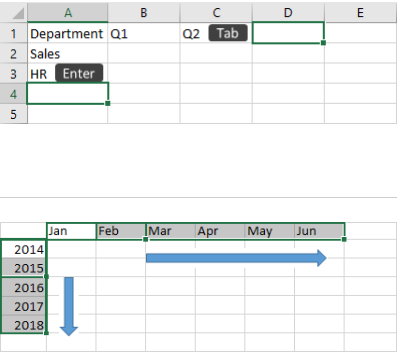 A B C D E
1 Department Q1 Q2 Tab
2 Sales
3 HR Enter
4
5
Jan Feb Mar Apr May Jun
2014
2015
2016
2017
2018